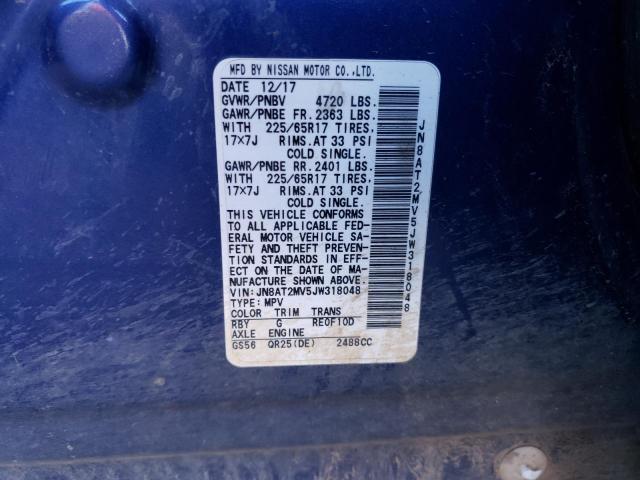 MFD BY NISSAN MOTOR CO.,LTD.
DATE 12/17
GVWR/PNBV 4720 LBS.
GAWR/PNBE FR.2363 LBS.
WITH 225/65R17 TIRES,
17×7J RIMS.AT 33 PSI
COLD SINGLE.
GAWR/PNBE RR.2401 LBS.
WITH 225/65R17 TIRES,
17×7J RIMS.AT 33 PSI
COLD SINGLE.
THIS VEHICLE CONFORMS
TO ALL APPLICABLE FED-
ERAL MOTOR VEHICLE SA-
FETY AND THEFT PREVEN-
TION STANDARDS IN EFF-
ECT ON THE DATE OF MA-
NUFACTURE SHOWN ABOVE.
VIN:JN8AT2MV5JW318048
TYPE:MPV
COLOR TRIM TRANS
RBY G RE0F10D
AXLE ENGINE
GS56 QR25(DE) 2488CC
JN8AT2MV5JW318048